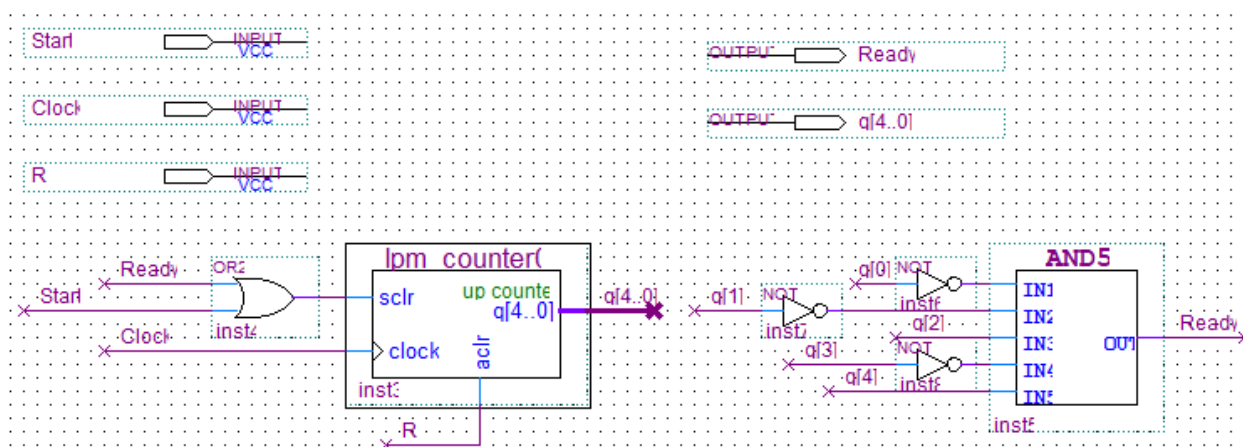 Start INPUT VCC
OUTPUT Ready
Clock INPUT VCC
OUTPUT q[4..0]
R INPUT VCC
Ready OR2
Start
inst4
Clock
lpm_counter0
up counter
sclr
q[4..0]
clock
aclr
inst3
R
q[4..0]
q[1] NOT
inst7
q[0] NOT
inst6
q[2]
q[3] NOT
inst8
q[4]
AND5
IN1
IN2
IN3
IN4
IN5
OUT
inst5
Ready